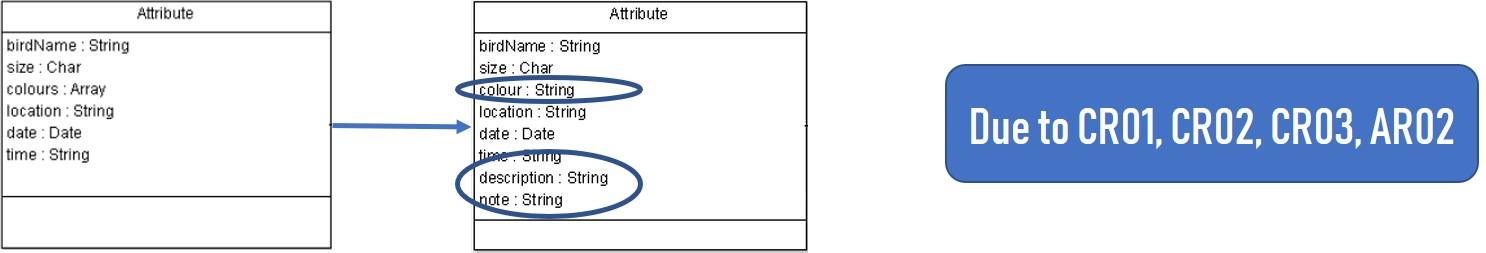 Attribute
birdName : String
size : Char
colours : Array
location : String
date : Date
time : String
Attribute
birdName : String
size : Char
colour : String
location : String
date : Date
time : String
description : String
note : String
Due to CR01, CR02, CR03, AR02